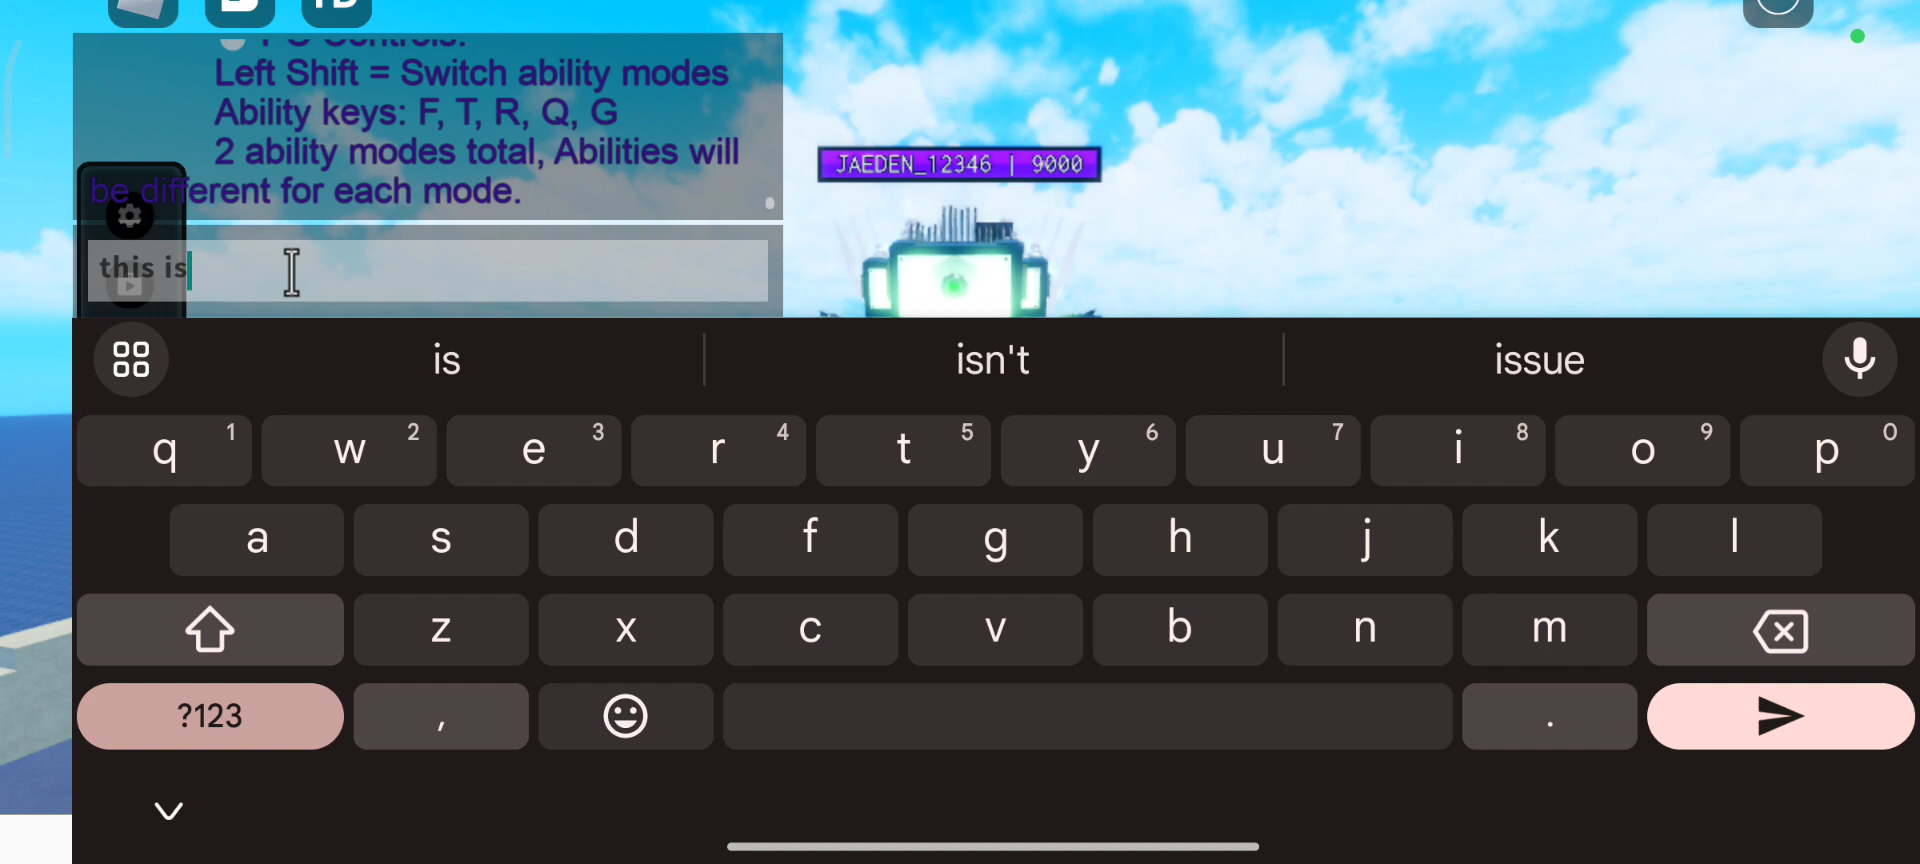 Left Shift = Switch ability modes
Ability keys: F, T, R, Q, G
2 ability modes total, Abilities will
be different for each mode.
JAEDEN_12346 | 9000
this is
is isn't issue
q 1 w 2 e 3 r 4 t 5 y 6 u 7 i 8 o 9 p 0
a s d f g h j k l
z x c v b n m
?123 , .